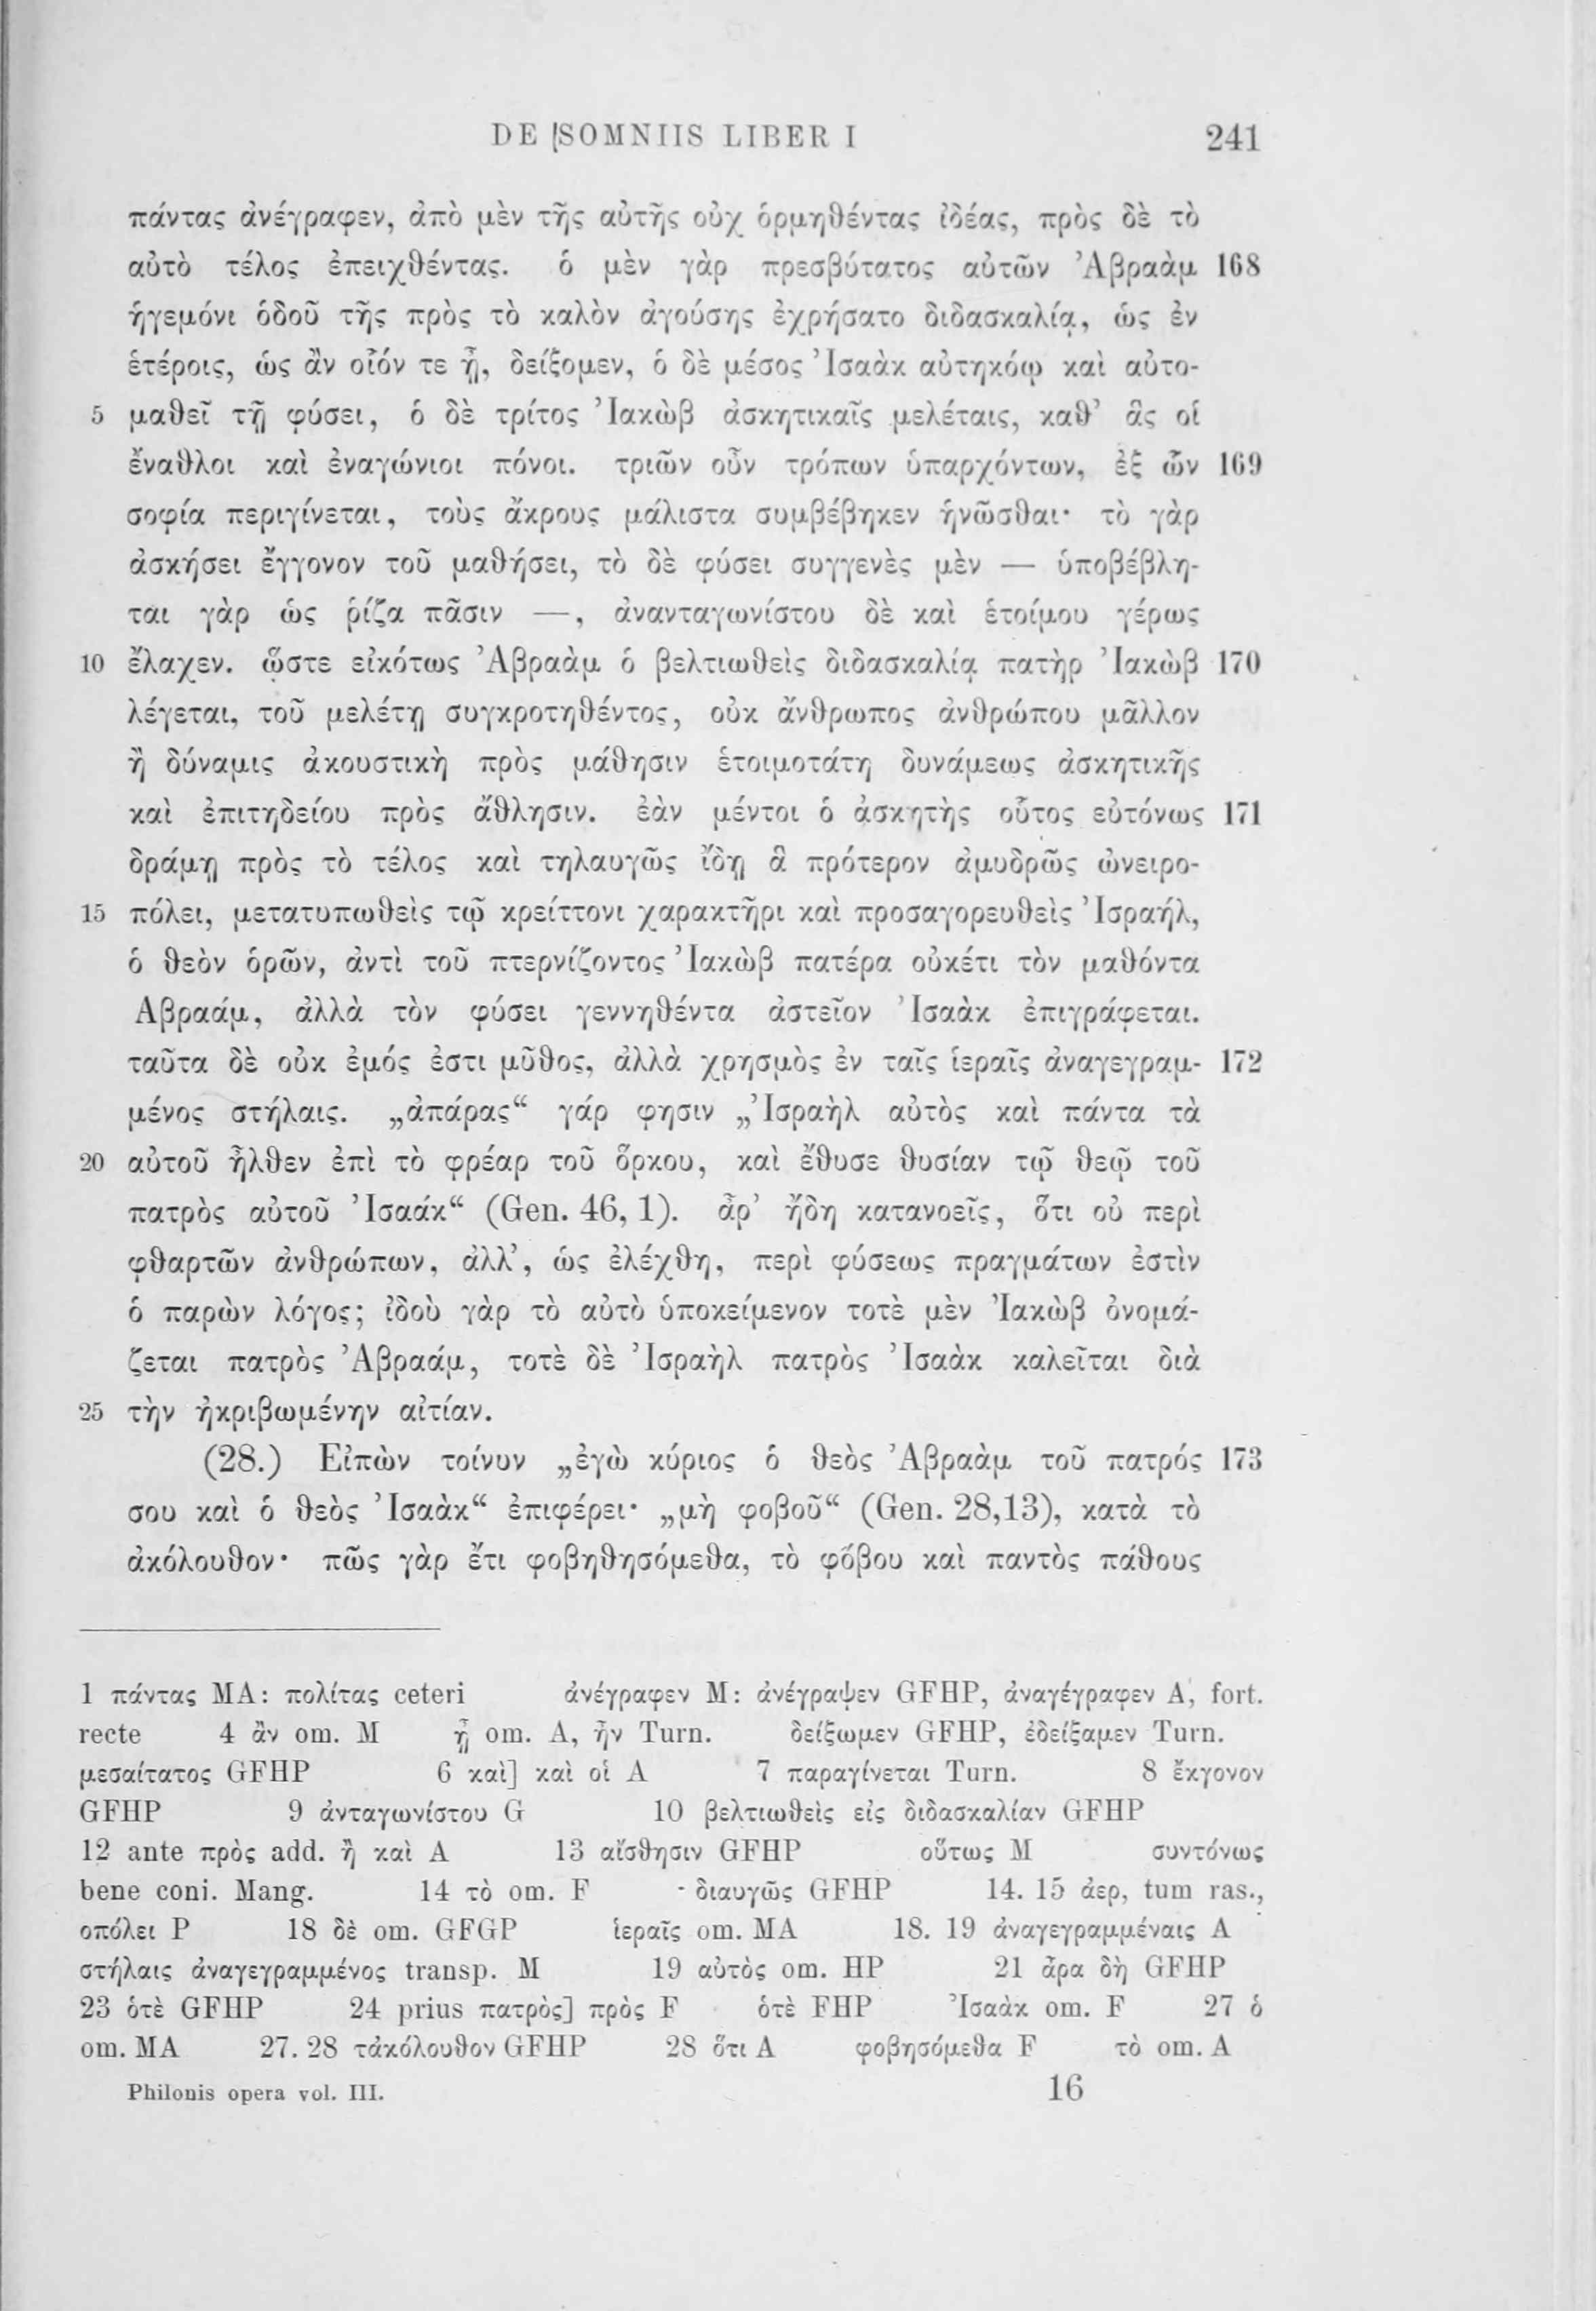 DE [SOMNIIS LIBER I 241
πάντας ἀνέγραφεν, ἀπὸ μὲν τῆς αὐτῆς οὐχ ὁρμηθέντας ἰδέας, πρὸς δὲ τὸ
αὐτὸ τέλος ἐπειχθέντας. ὁ μὲν γὰρ πρεσβύτατος αὐτῶν Ἀβραὰμ 168
ἡγεμόνι ὁδοῦ τῆς πρὸς τὸ καλὸν ἀγούσης ἐχρήσατο διδασκαλίᾳ, ὡς ἐν
ἑτέροις, ὡς ἂν οἷόν τε ᾖ, δείξομεν, ὁ δὲ μέσος Ἰσαὰκ αὐτηκόῳ καὶ αὐτο-
5 μαθεῖ τῇ φύσει, ὁ δὲ τρίτος Ἰακὼβ ἀσκητικαῖς μελέταις, καθ’ ἃς οἱ
ἔναθλοι καὶ ἐναγώνιοι πόνοι. τριῶν οὖν τρόπων ὑπαρχόντων, ἐξ ὧν 169
σοφία περιγίνεται, τοὺς ἄκρους μάλιστα συμβέβηκεν ἡνῶσθαι· τὸ γὰρ
ἀσκήσει ἔγγονον τοῦ μαθήσει, τὸ δὲ φύσει συγγενὲς μὲν — ὑποβέβλη-
ται γὰρ ὡς ῥίζα πᾶσιν —, ἀνανταγωνίστου δὲ καὶ ἑτοίμου γέρως
10 ἔλαχεν. ὥστε εἰκότως Ἀβραὰμ ὁ βελτιωθεὶς διδασκαλίᾳ πατὴρ Ἰακὼβ 170
λέγεται, τοῦ μελέτῃ συγκροτηθέντος, οὐκ ἄνθρωπος ἀνθρώπου μᾶλλον
ἢ δύναμις ἀκουστικὴ πρὸς μάθησιν ἑτοιμοτάτη δυνάμεως ἀσκητικῆς
καὶ ἐπιτηδείου πρὸς ἄθλησιν. ἐὰν μέντοι ὁ ἀσκητὴς οὗτος εὐτόνως 171
δράμῃ πρὸς τὸ τέλος καὶ τηλαυγῶς ἴδῃ ἃ πρότερον ἀμυδρῶς ὠνειρο-
15 πόλει, μετατυπωθεὶς τῷ κρείττονι χαρακτῆρι καὶ προσαγορευθεὶς Ἰσραήλ,
ὁ θεὸν ὁρῶν, ἀντὶ τοῦ πτερνίζοντος Ἰακὼβ πατέρα οὐκέτι τὸν μαθόντα
Αβραάμ, ἀλλὰ τὸν φύσει γεννηθέντα ἀστεῖον Ἰσαὰκ ἐπιγράφεται.
ταῦτα δὲ οὐκ ἐμός ἐστι μῦθος, ἀλλὰ χρησμὸς ἐν ταῖς ἱεραῖς ἀναγεγραμ- 172
μένος στήλαις. „ἀπάρας“ γάρ φησιν „Ἰσραὴλ αὐτὸς καὶ πάντα τὰ
20 αὐτοῦ ἦλθεν ἐπὶ τὸ φρέαρ τοῦ ὅρκου, καὶ ἔθυσε θυσίαν τῷ θεῷ τοῦ
πατρὸς αὐτοῦ Ἰσαάκ“ (Gen. 46, 1). ἆρ’ ἤδη κατανοεῖς, ὅτι οὐ περὶ
φθαρτῶν ἀνθρώπων, ἀλλ’, ὡς ἐλέχθη, περὶ φύσεως πραγμάτων ἐστὶν
ὁ παρὼν λόγος; ἰδοὺ γὰρ τὸ αὐτὸ ὑποκείμενον τοτὲ μὲν Ἰακὼβ ὀνομά-
ζεται πατρὸς Ἀβραάμ, τοτὲ δὲ Ἰσραὴλ πατρὸς Ἰσαὰκ καλεῖται διὰ
25 τὴν ἠκριβωμένην αἰτίαν.
(28.) Εἰπὼν τοίνυν „ἐγὼ κύριος ὁ θεὸς Ἀβραὰμ τοῦ πατρός 173
σου καὶ ὁ θεὸς Ἰσαὰκ“ ἐπιφέρει· „μὴ φοβοῦ“ (Gen. 28,13), κατὰ τὸ
ἀκόλουθον· πῶς γὰρ ἔτι φοβηθησόμεθα, τὸ φόβου καὶ παντὸς πάθους
1 πάντας MA: πολίτας ceteri ἀνέγραφεν M: ἀνέγραψεν GFHP, ἀναγέγραφεν A, fort.
recte 4 ἂν om. M ᾖ om. A, ἦν Turn. δείξωμεν GFHP, ἐδείξαμεν Turn.
μεσαίτατος GFHP 6 καὶ] καὶ οἱ A 7 παραγίνεται Turn. 8 ἔκγονον
GFHP 9 ἀνταγωνίστου G 10 βελτιωθεὶς εἰς διδασκαλίαν GFHP
12 ante πρὸς add. ἢ καὶ A 13 αἴσθησιν GFHP οὕτως M συντόνως
bene coni. Mang. 14 τὸ om. F διαυγῶς GFHP 14. 15 ἀερ, tum ras.,
οπόλει P 18 δὲ om. GFGP ἱεραῖς om. MA 18. 19 ἀναγεγραμμέναις A
στήλαις ἀναγεγραμμένος transp. M 19 αὐτὸς om. HP 21 ἆρα δὴ GFHP
23 ὁτὲ GFHP 24 prius πατρὸς] πρὸς F ὁτὲ FHP Ἰσαὰκ om. F 27 ὁ
om. MA 27. 28 τἀκόλουθον GFHP 28 ὅτι A φοβησόμεθα F τὸ om. A
Philonis opera vol. III. 16